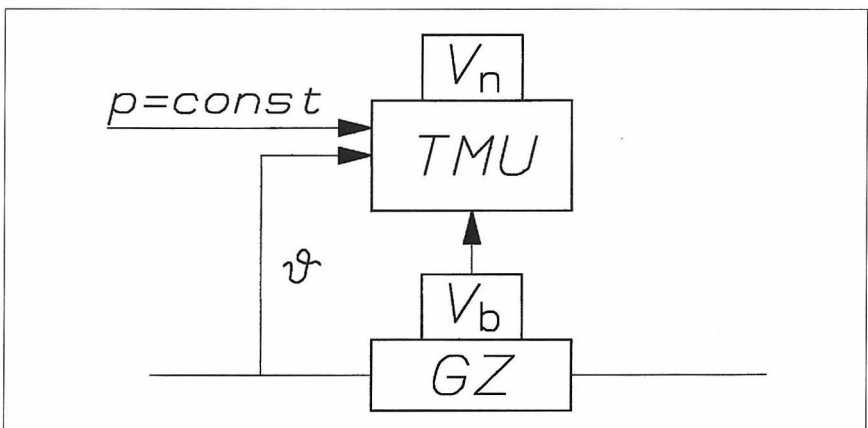 Vn
p=const
TMU
ϑ
Vb
GZ